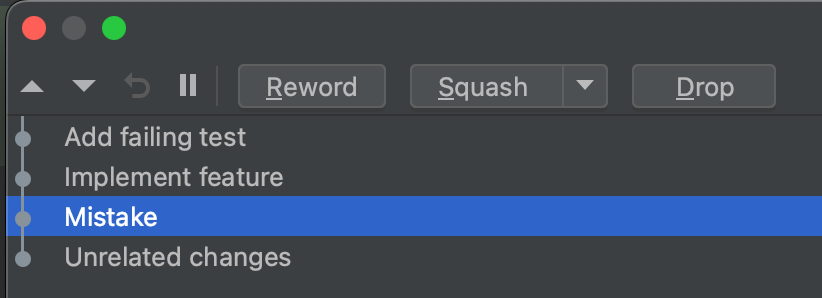 Reword Squash Drop
Add failing test
Implement feature
Mistake
Unrelated changes